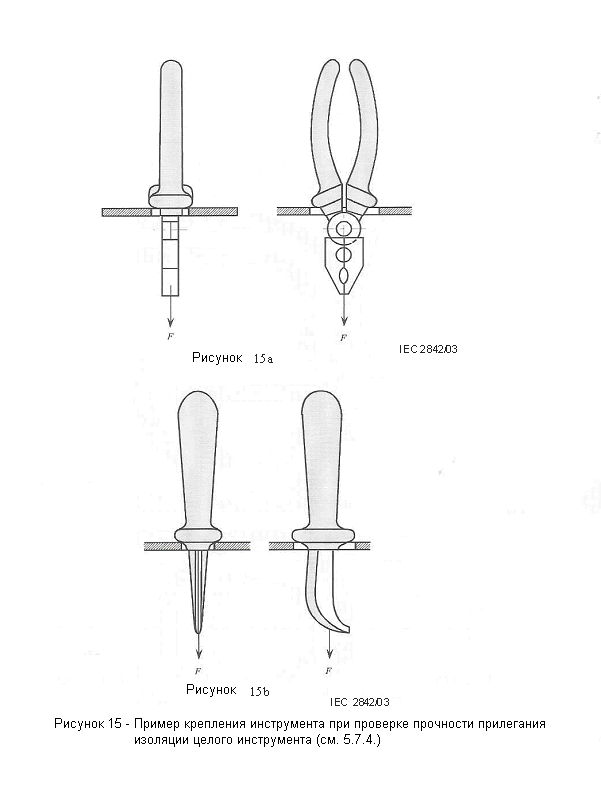 F
F
IEC 2842/03
Рисунок 15a
F
F
Рисунок 15b
IEC 2842/03
Рисунок 15 - Пример крепления инструмента при проверке прочности прилегания
изоляции целого инструмента (см. 5.7.4.)